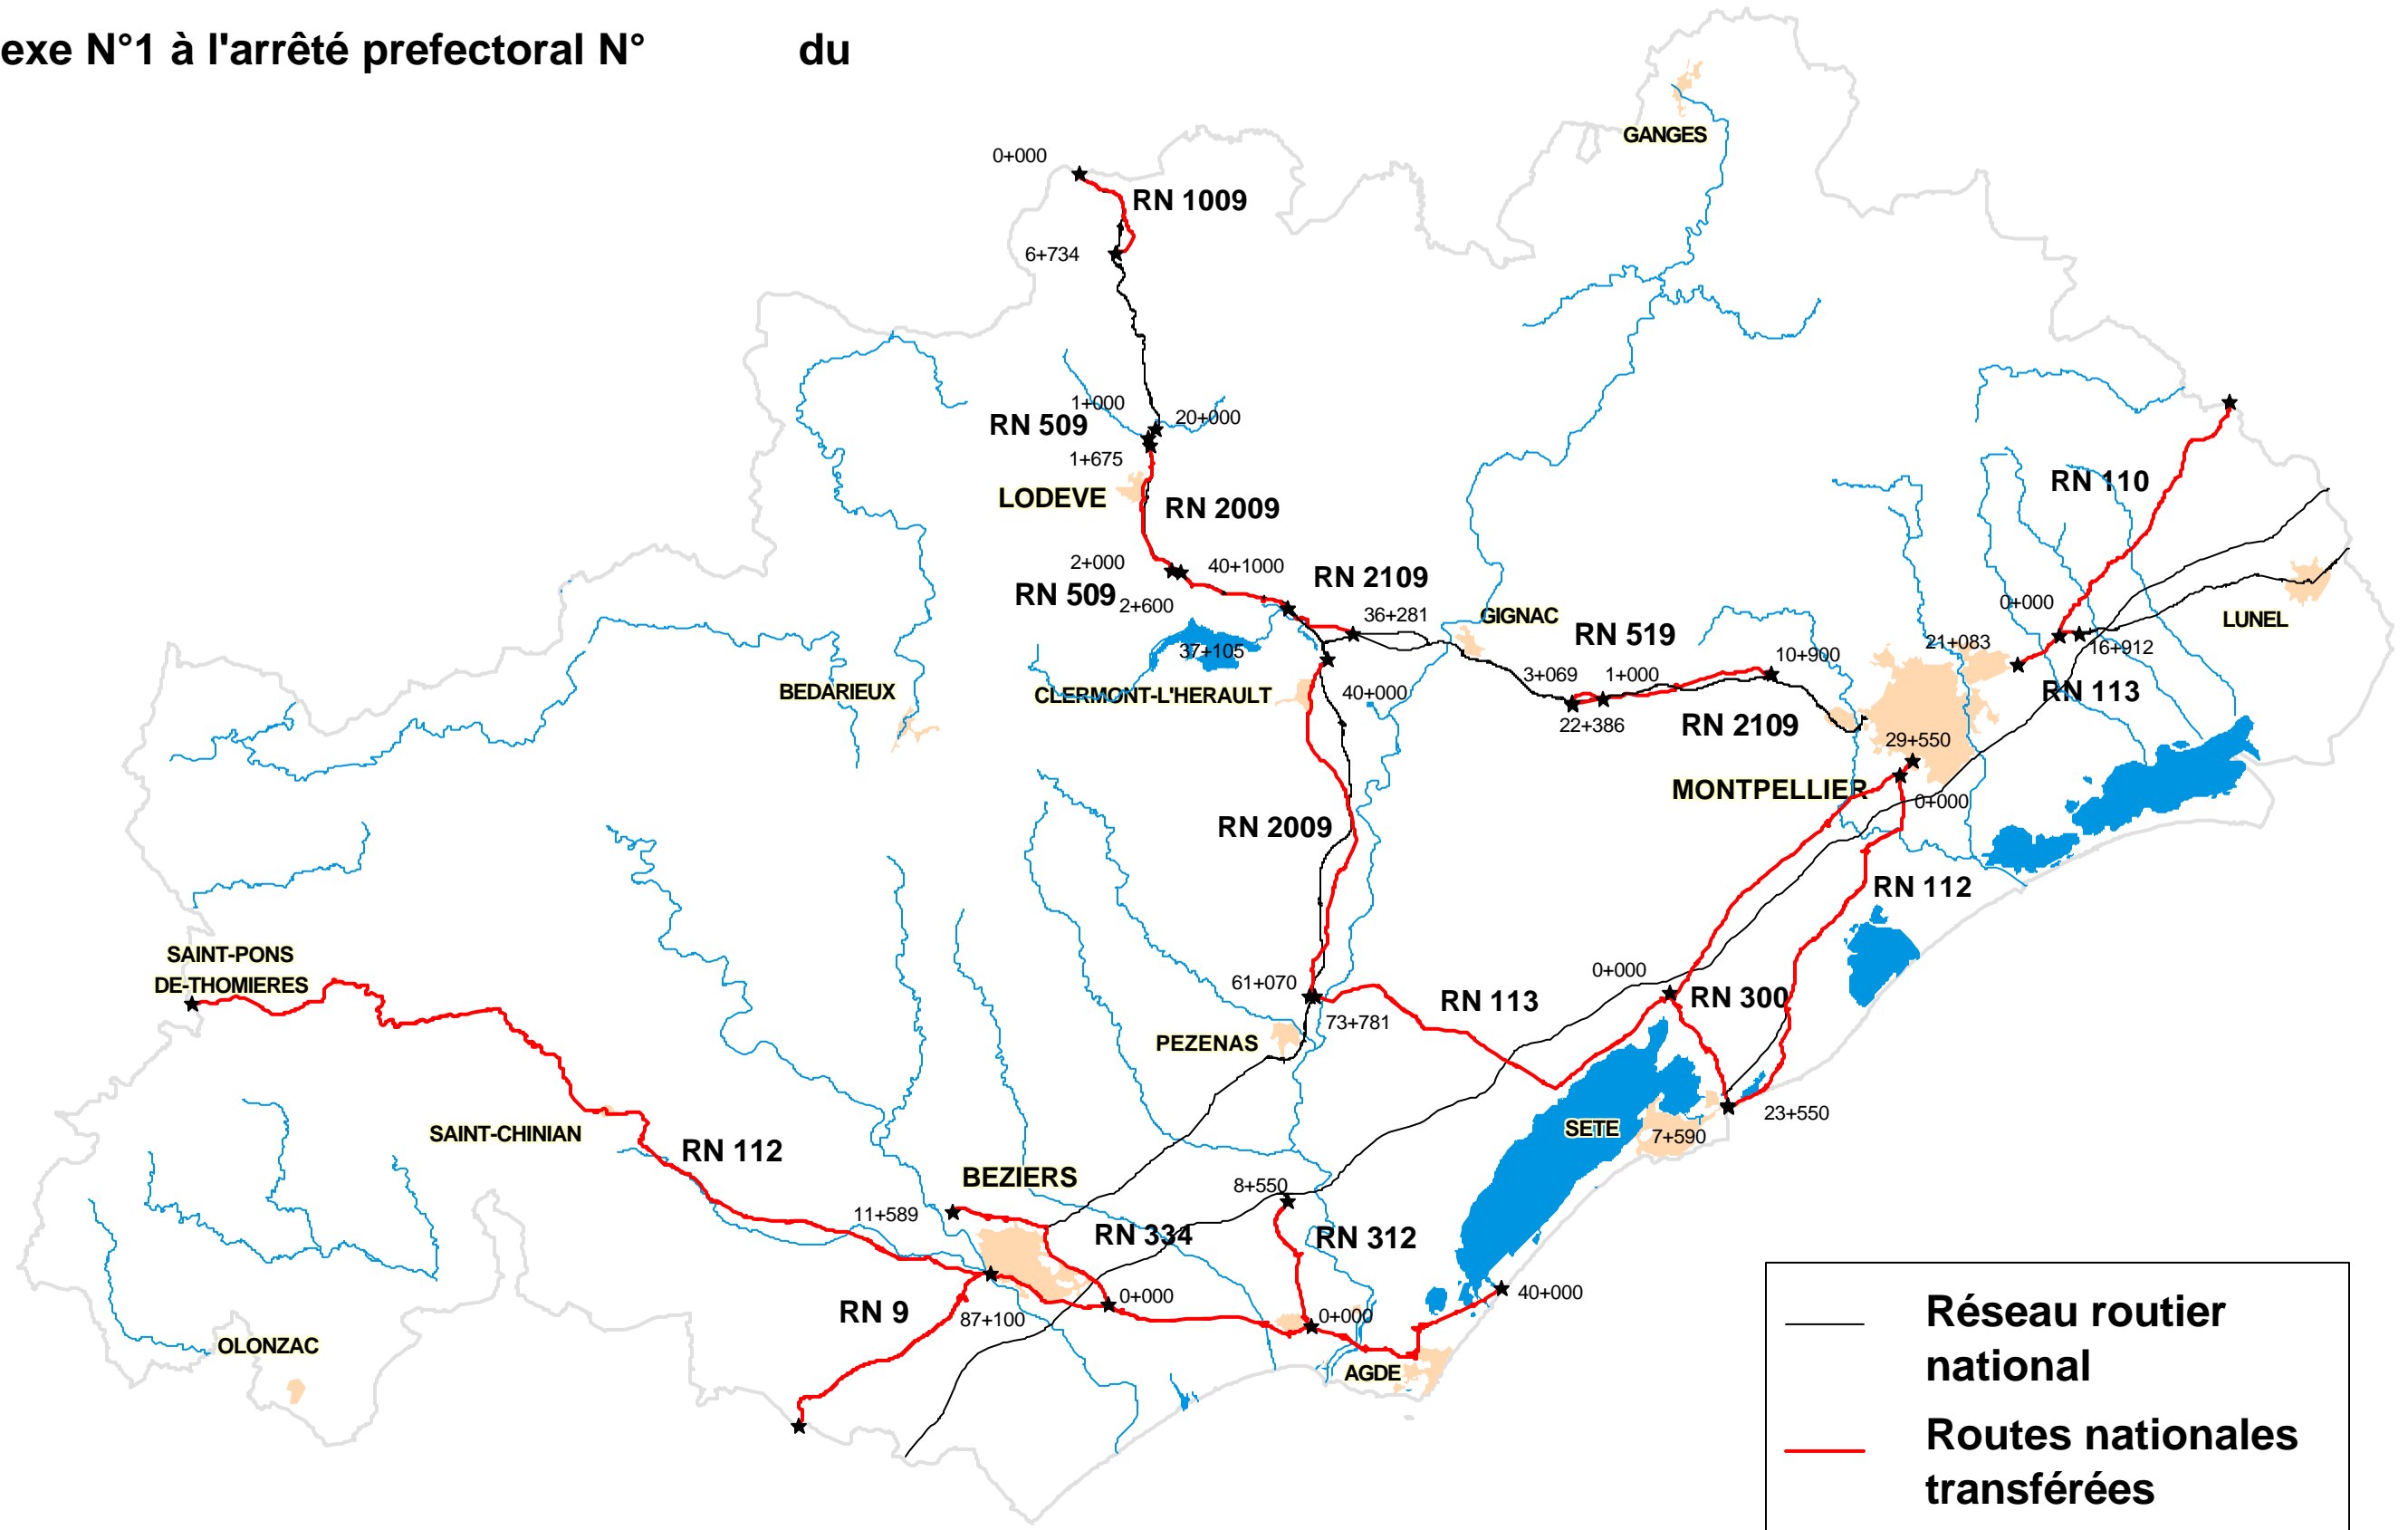 exe N°1 à l'arrêté prefectoral N° du
GANGES
0+000
RN 1009
6+734
1+000
20+000
RN 509
1+675
LODEVE
RN 2009
RN 110
2+000
40+1000
RN 2109
RN 509
2+600
36+281
GIGNAC
0+000
LUNEL
RN 519
37+105
21+083
16+912
10+900
3+069
1+000
BEDARIEUX
CLERMONT-L'HERAULT
40+000
RN 113
22+386
RN 2109
29+550
MONTPELLIER
0+000
RN 2009
RN 112
SAINT-PONS
DE-THOMIERES
0+000
61+070
RN 113
RN 300
73+781
PEZENAS
23+550
SAINT-CHINIAN
SETE
7+590
RN 112
BEZIERS
8+550
11+589
RN 334
RN 312
0+000
40+000
RN 9
87+100
0+000
OLONZAC
AGDE
Réseau routier
national
Routes nationales
transférées